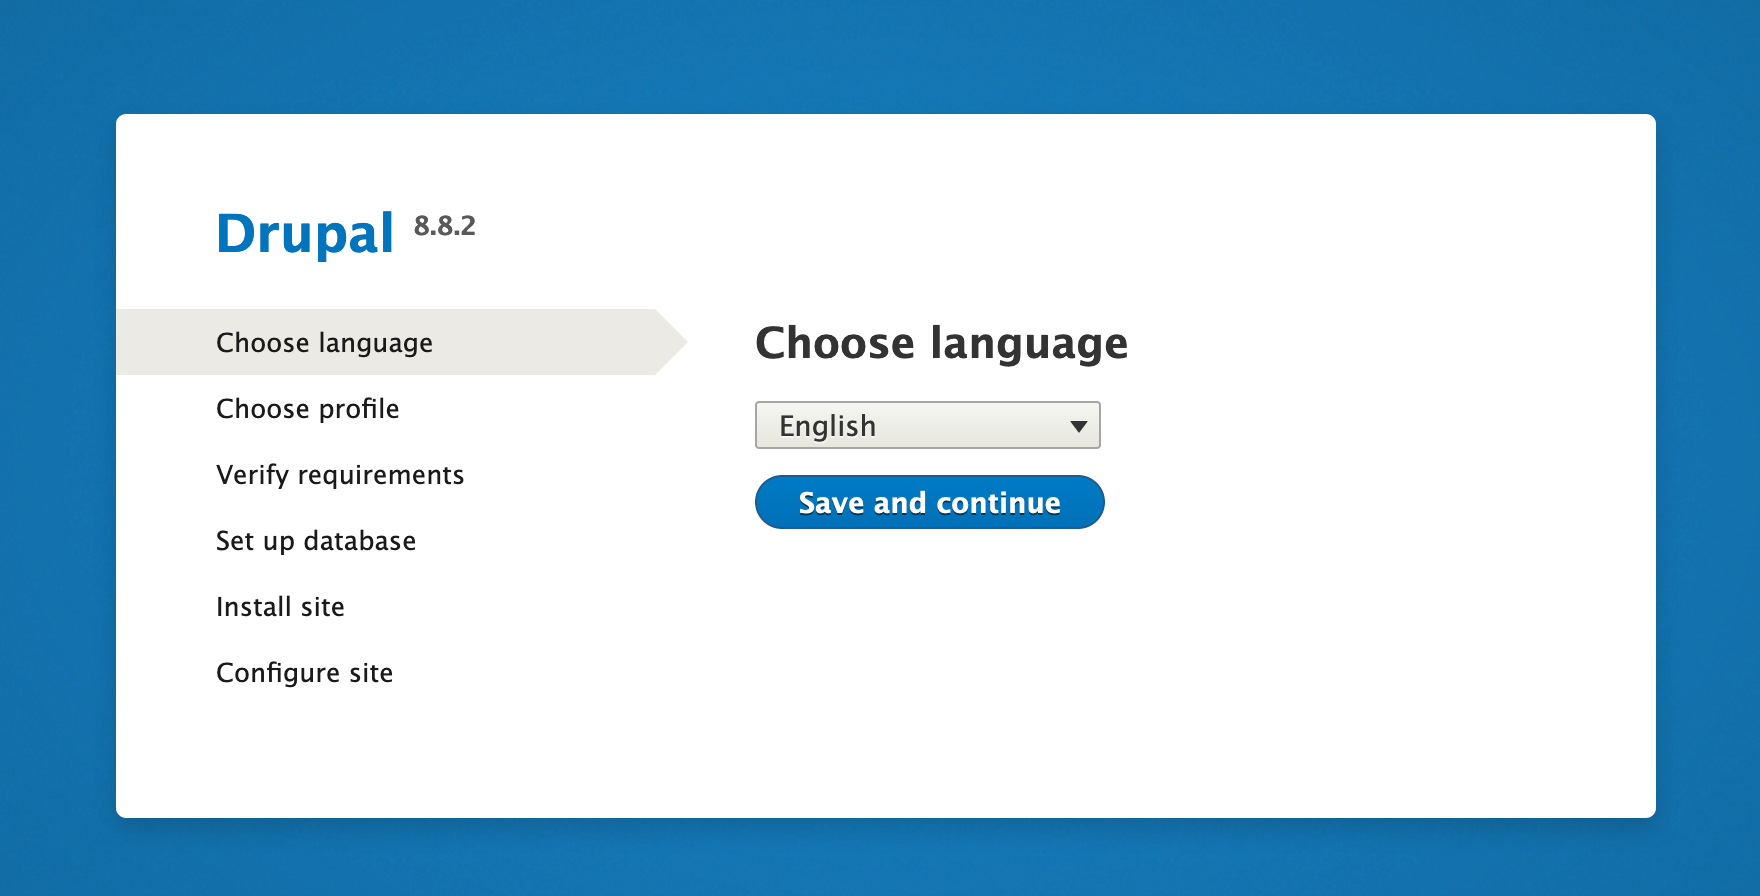 Drupal 8.8.2
Choose language
Choose profile
Verify requirements
Set up database
Install site
Configure site
Choose language
English
Save and continue